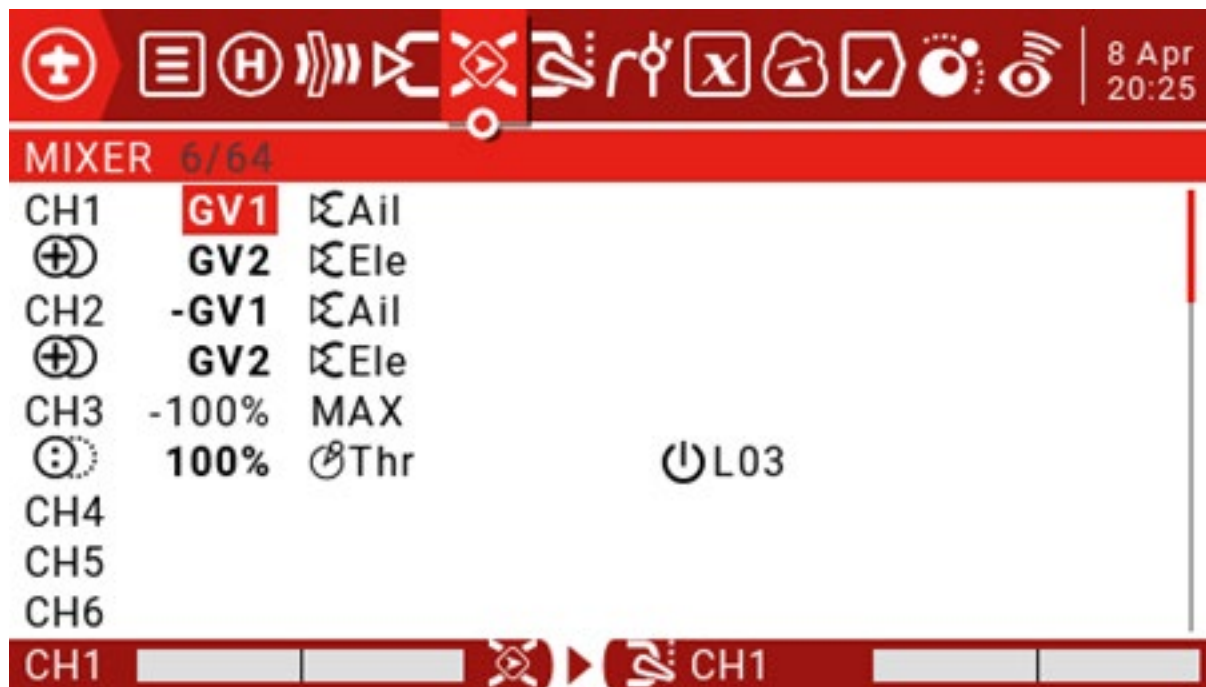 8 Apr
20:25
MIXER 6/64
CH1 GV1 Ail
GV2 Ele
CH2 -GV1 Ail
GV2 Ele
CH3 -100% MAX
100% Thr L03
CH4
CH5
CH6
CH1 CH1